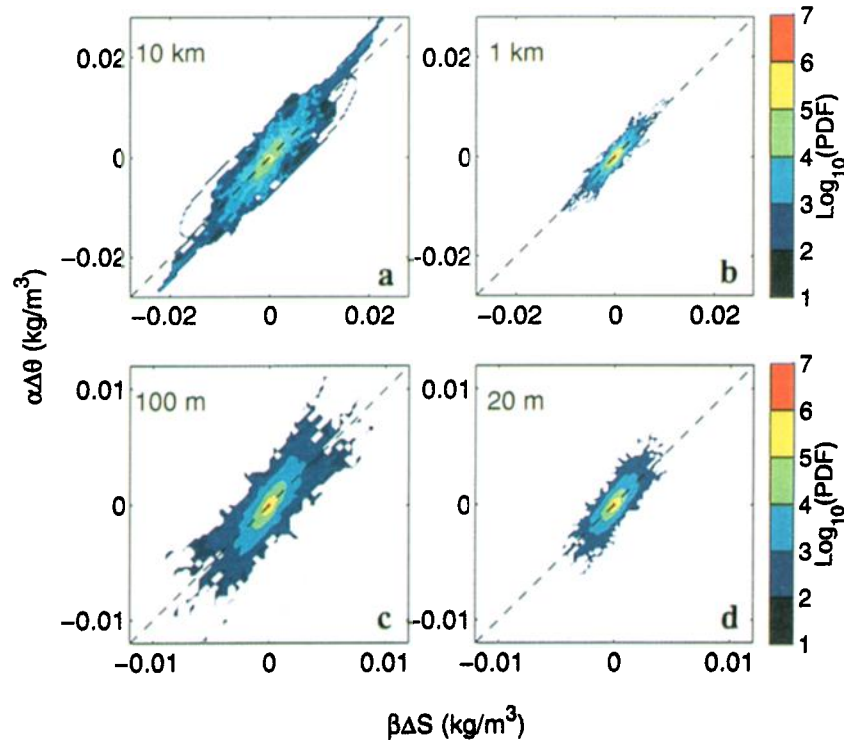 10 km
0.02
0
−0.02
a
−0.02 0 0.02
1 km
0.02
0
-0.02
b
−0.02 0 0.02
7
6
5
4
3
2
1
Log10(PDF)
αΔθ (kg/m³)
100 m
0.01
0
−0.01
c
−0.01 0 0.01
20 m
0.01
0
-0.01
d
−0.01 0 0.01
7
6
5
4
3
2
1
Log10(PDF)
βΔS (kg/m³)